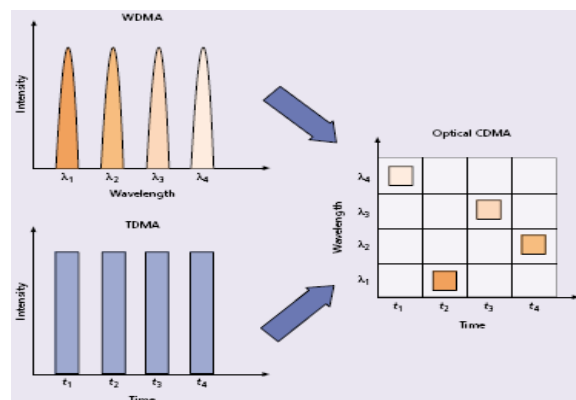 WDMA
Intensity
λ1 λ2 λ3 λ4
Wavelength
TDMA
Intensity
t1 t2 t3 t4
Time
Optical CDMA
Wavelength
λ4
λ3
λ2
λ1
t1 t2 t3 t4
Time